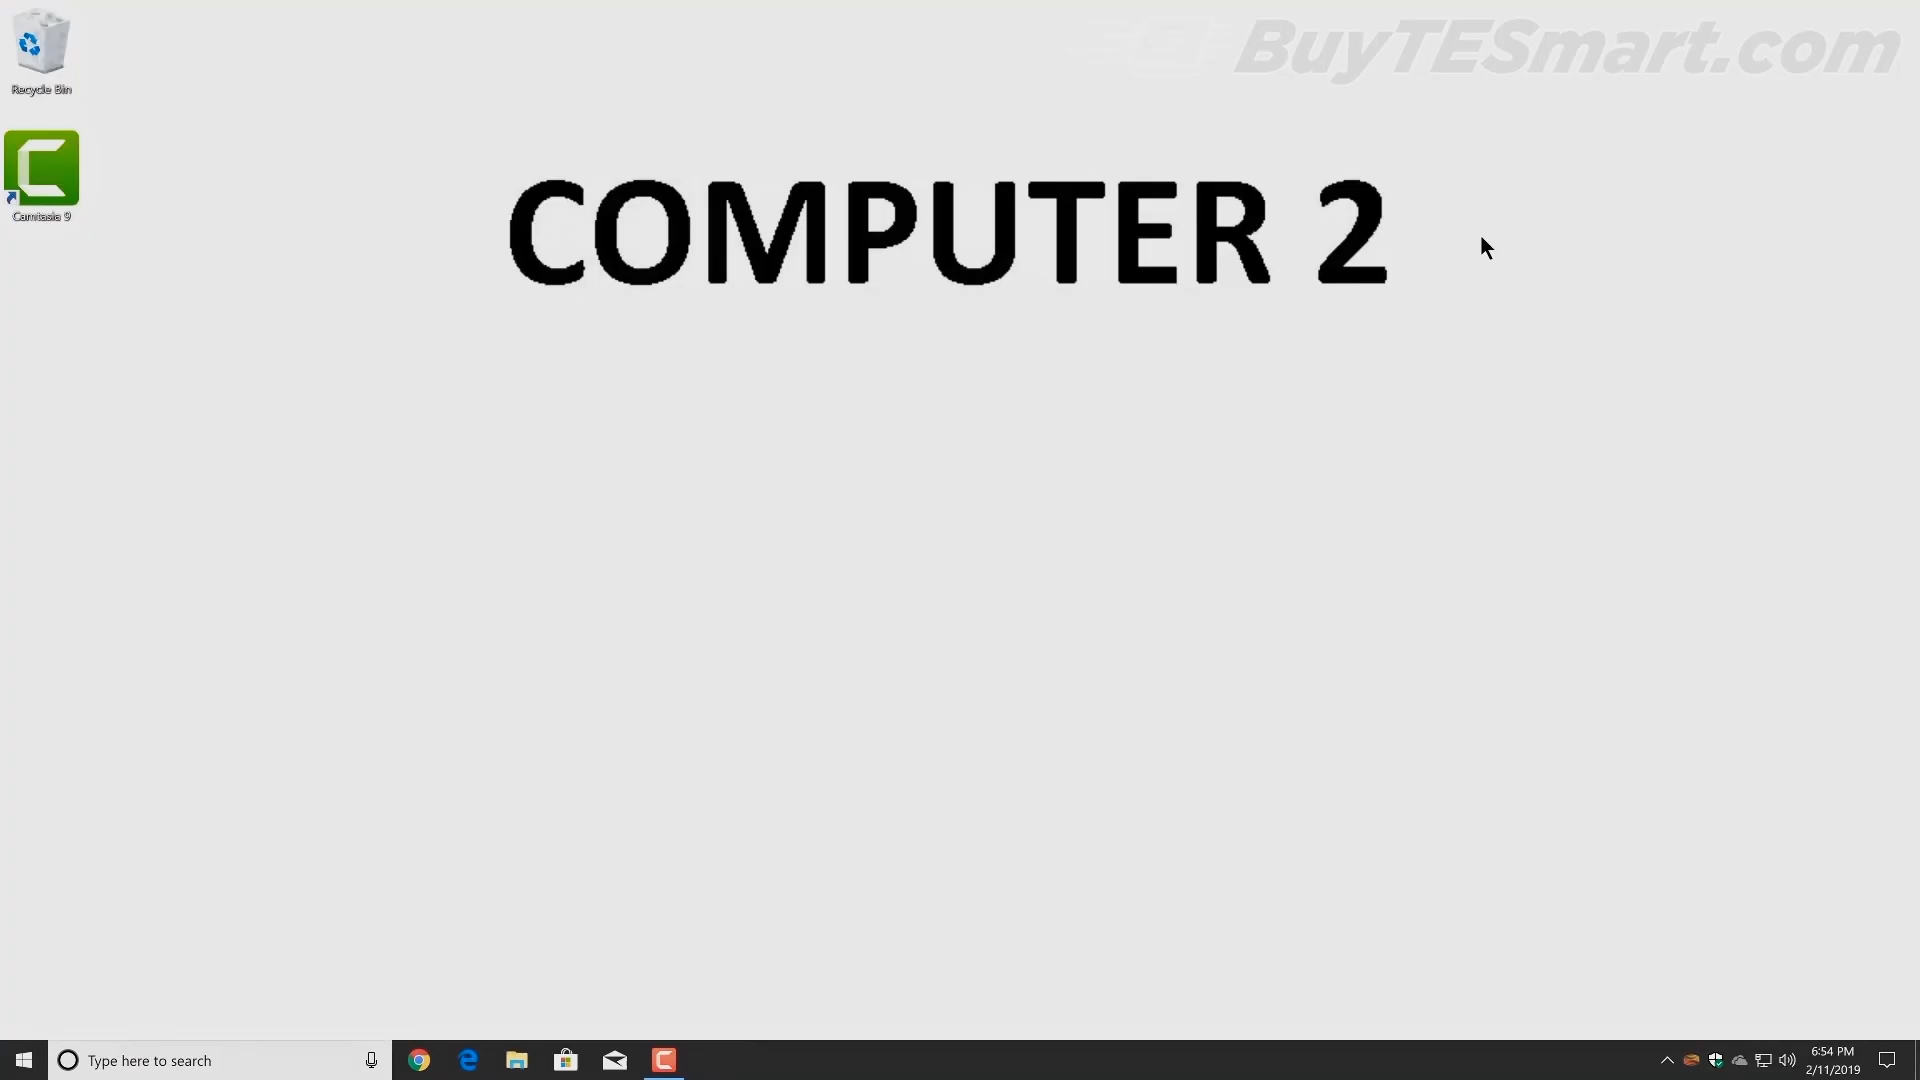 BuyTESmart.com
Recycle Bin
COMPUTER 2
Camtasia 9
Type here to search
6:54 PM
2/11/2019